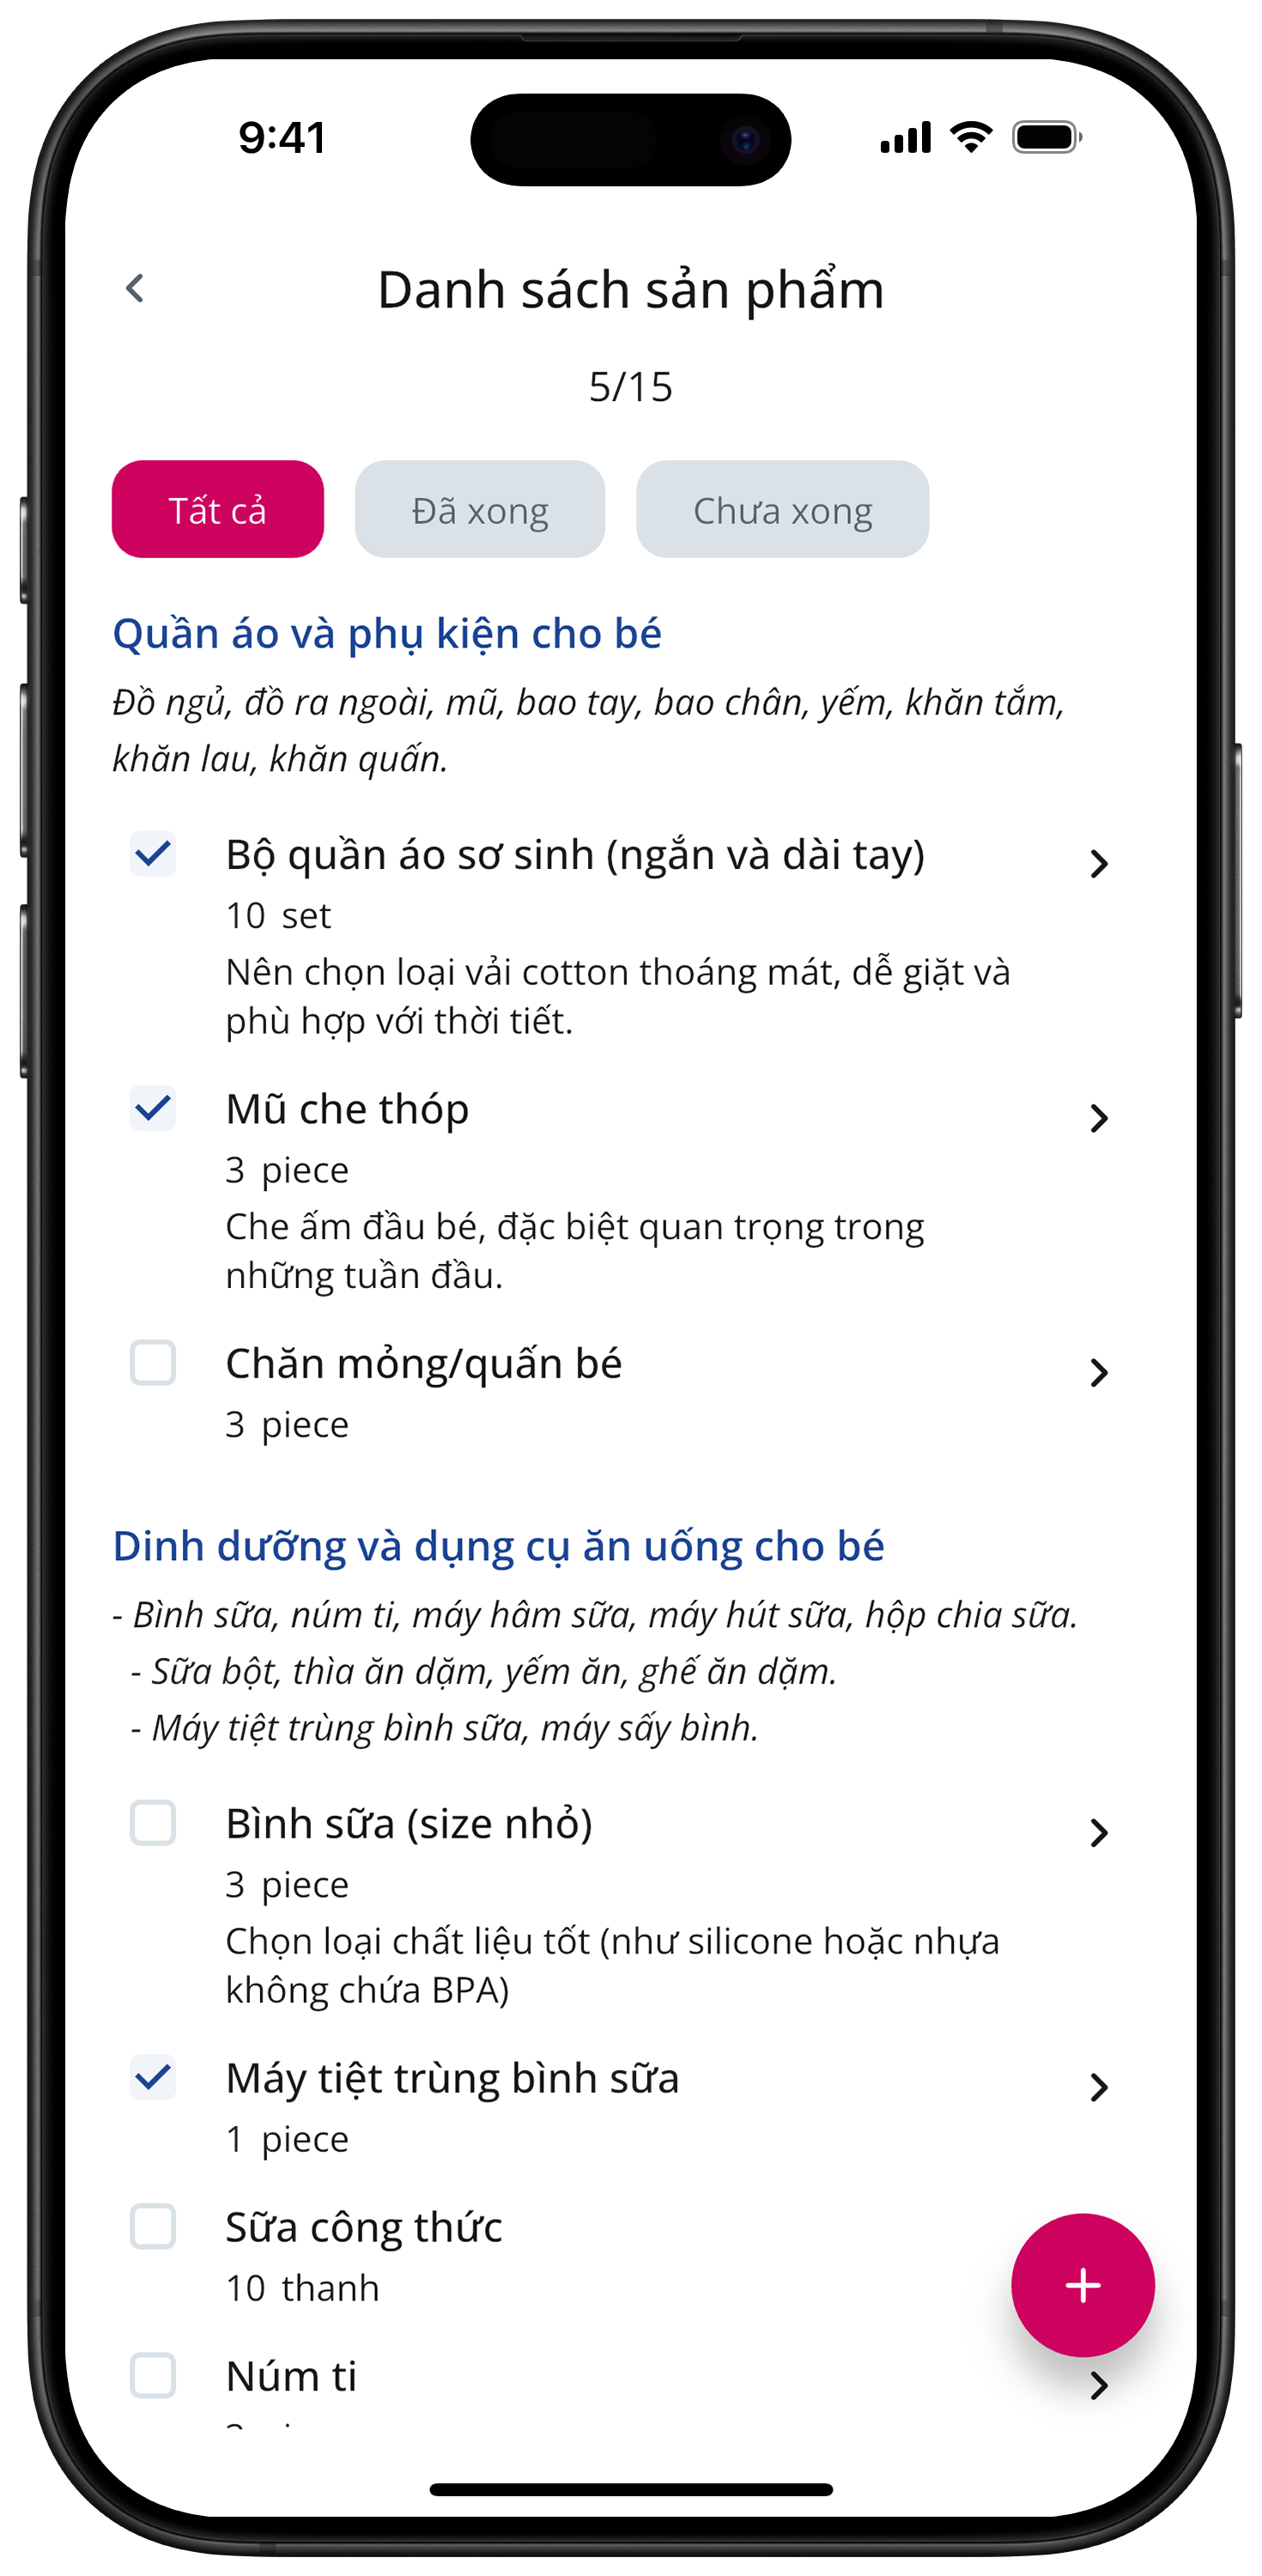 9:41
Danh sách sản phẩm
5/15
Tất cả
Đã xong
Chưa xong
Quần áo và phụ kiện cho bé
Đồ ngủ, đồ ra ngoài, mũ, bao tay, bao chân, yếm, khăn tắm,
khăn lau, khăn quấn.
Bộ quần áo sơ sinh (ngắn và dài tay)
10 set
Nên chọn loại vải cotton thoáng mát, dễ giặt và
phù hợp với thời tiết.
Mũ che thóp
3 piece
Che ấm đầu bé, đặc biệt quan trọng trong
những tuần đầu.
Chăn mỏng/quấn bé
3 piece
Dinh dưỡng và dụng cụ ăn uống cho bé
- Bình sữa, núm ti, máy hâm sữa, máy hút sữa, hộp chia sữa.
- Sữa bột, thìa ăn dặm, yếm ăn, ghế ăn dặm.
- Máy tiệt trùng bình sữa, máy sấy bình.
Bình sữa (size nhỏ)
3 piece
Chọn loại chất liệu tốt (như silicone hoặc nhựa
không chứa BPA)
Máy tiệt trùng bình sữa
1 piece
Sữa công thức
10 thanh
Núm ti